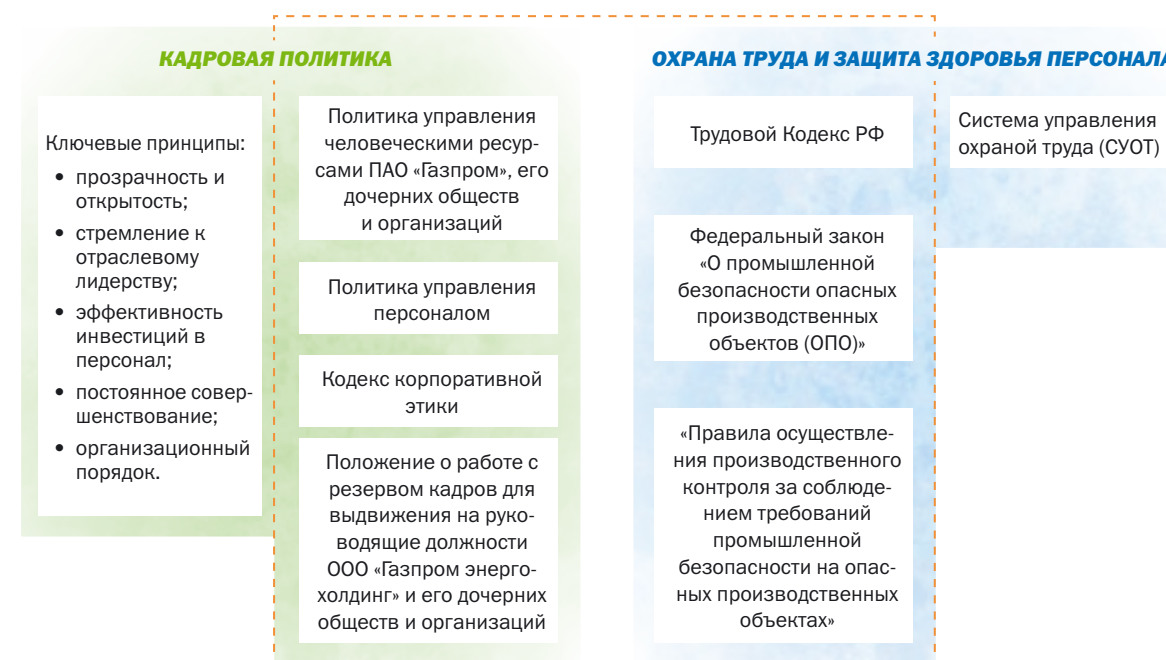 КАДРОВАЯ ПОЛИТИКА
Ключевые принципы:
• прозрачность и
открытость;
• стремление к
отраслевому
лидерству;
• эффективность
инвестиций в
персонал;
• постоянное совер-
шенствование;
• организационный
порядок.
Политика управления
человеческими ресур-
сами ПАО «Газпром», его
дочерних обществ
и организаций
Политика управления
персоналом
Кодекс корпоративной
этики
Положение о работе с
резервом кадров для
выдвижения на руко-
водящие должности
ООО «Газпром энерго-
холдинг» и его дочерних
обществ и организаций
ОХРАНА ТРУДА И ЗАЩИТА ЗДОРОВЬЯ ПЕРСОНАЛА
Трудовой Кодекс РФ
Федеральный закон
«О промышленной
безопасности опасных
производственных
объектов (ОПО)»
«Правила осуществле-
ния производственного
контроля за соблюде-
нием требований
промышленной
безопасности на опас-
ных производственных
объектах»
Система управления
охраной труда (СУОТ)